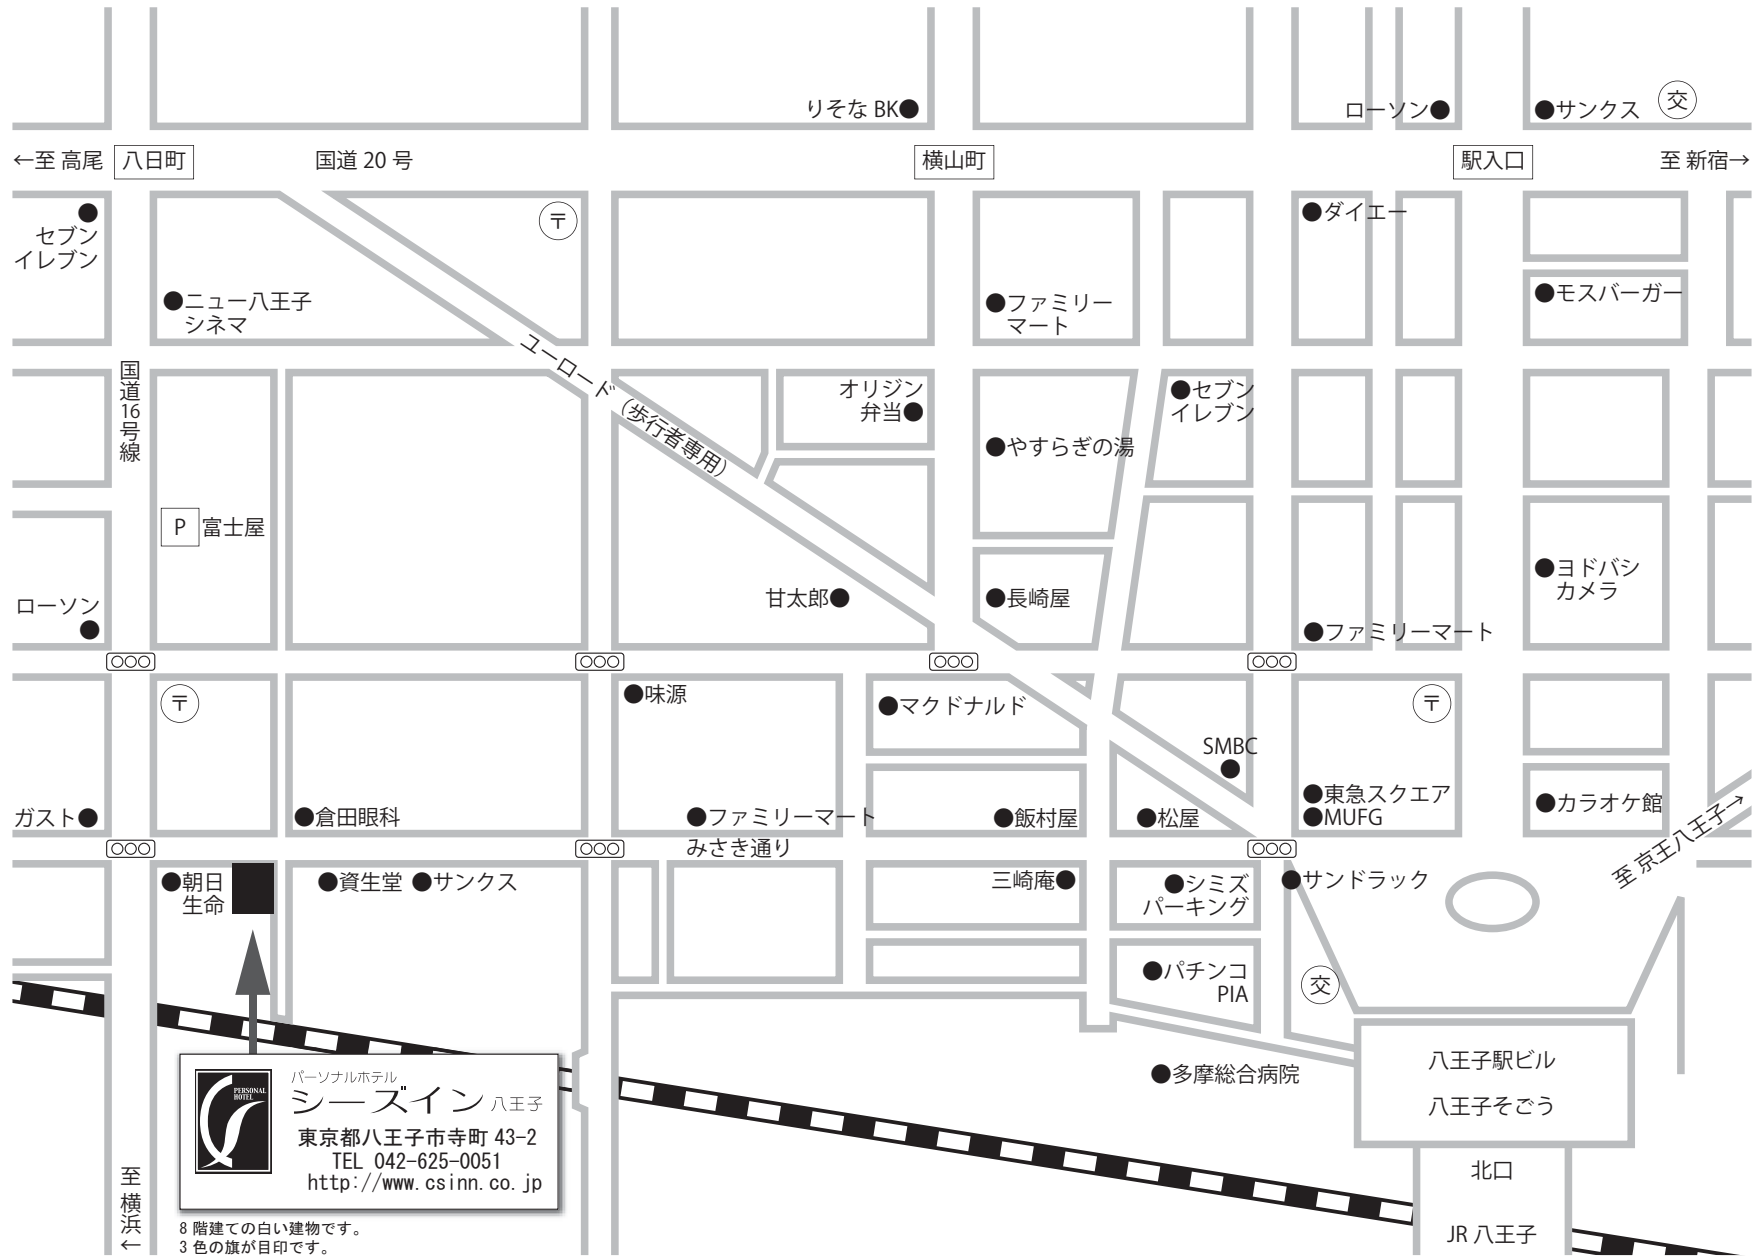 りそな BK
ローソン
サンクス
交
←至 高尾
八日町
国道 20 号
横山町
駅入口
至 新宿→
セブン
イレブン
〒
ダイエー
ニュー八王子
シネマ
ファミリー
マート
モスバーガー
ユーロード（歩行者専用）
国道16号線
オリジン
弁当
セブン
イレブン
やすらぎの湯
P
富士屋
ヨドバシ
カメラ
ローソン
甘太郎
長崎屋
ファミリーマート
〒
味源
マクドナルド
〒
SMBC
東急スクエア
MUFG
カラオケ館
ガスト
倉田眼科
ファミリーマート
飯村屋
松屋
至 京王八王子→
みさき通り
朝日
生命
資生堂
サンクス
三崎庵
シミズ
パーキング
サンドラック
パチンコ
PIA
交
多摩総合病院
八王子駅ビル
八王子そごう
北口
JR 八王子
PERSONAL
HOTEL
パーソナルホテル
シーズイン 八王子
東京都八王子市寺町 43-2
TEL 042-625-0051
http://www.csinn.co.jp
至 横浜←
8 階建ての白い建物です。
3 色の旗が目印です。